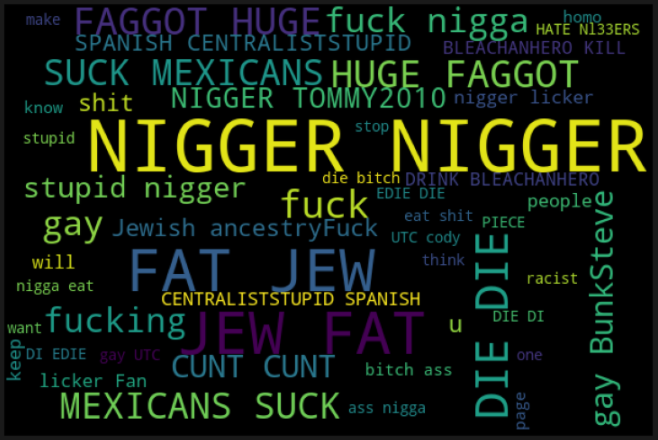 make FAGGOT HUGE fuck nigga homo
HATE N133ERS
SPANISH CENTRALISTSTUPID BLEACHANHERO KILL
SUCK MEXICANS HUGE FAGGOT
know shit NIGGER TOMMY2010 nigger licker
stupid NIGGER NIGGER stop
die bitch DRINK BLEACHANHERO
stupid nigger fuck EDIE DIE people
gay Jewish ancestryFuck eat shit PIECE
UTC cody
will FAT JEW think
nigga eat racist
CENTRALISTSTUPID SPANISH
want fucking JEW FAT u DIE DI
DIE DIE
gay BunkSteve
keep
DI EDIE gay UTC CUNT CUNT bitch ass one
licker Fan
MEXICANS SUCK ass nigga
page